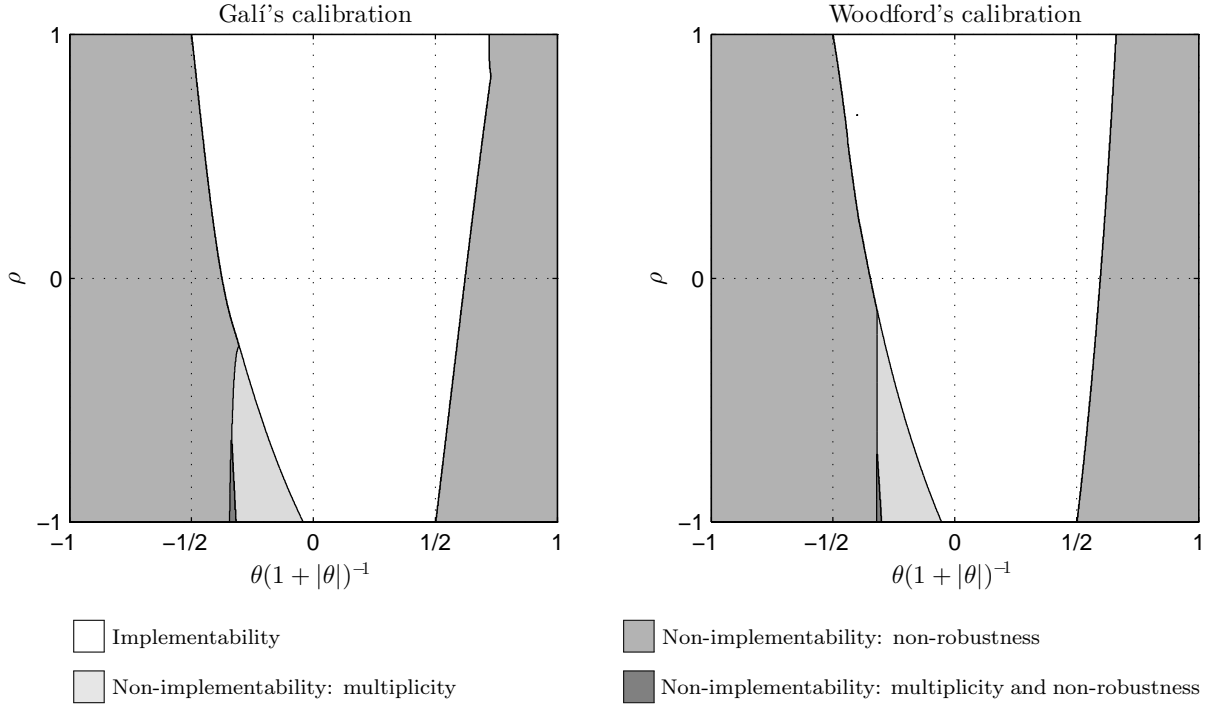 Galí's calibration
1
0
−1
ρ
−1
−1/2
0
1/2
1
θ(1 + |θ|)⁻¹
Woodford's calibration
1
0
−1
ρ
−1
−1/2
0
1/2
1
θ(1 + |θ|)⁻¹
Implementability
Non-implementability: non-robustness
Non-implementability: multiplicity
Non-implementability: multiplicity and non-robustness